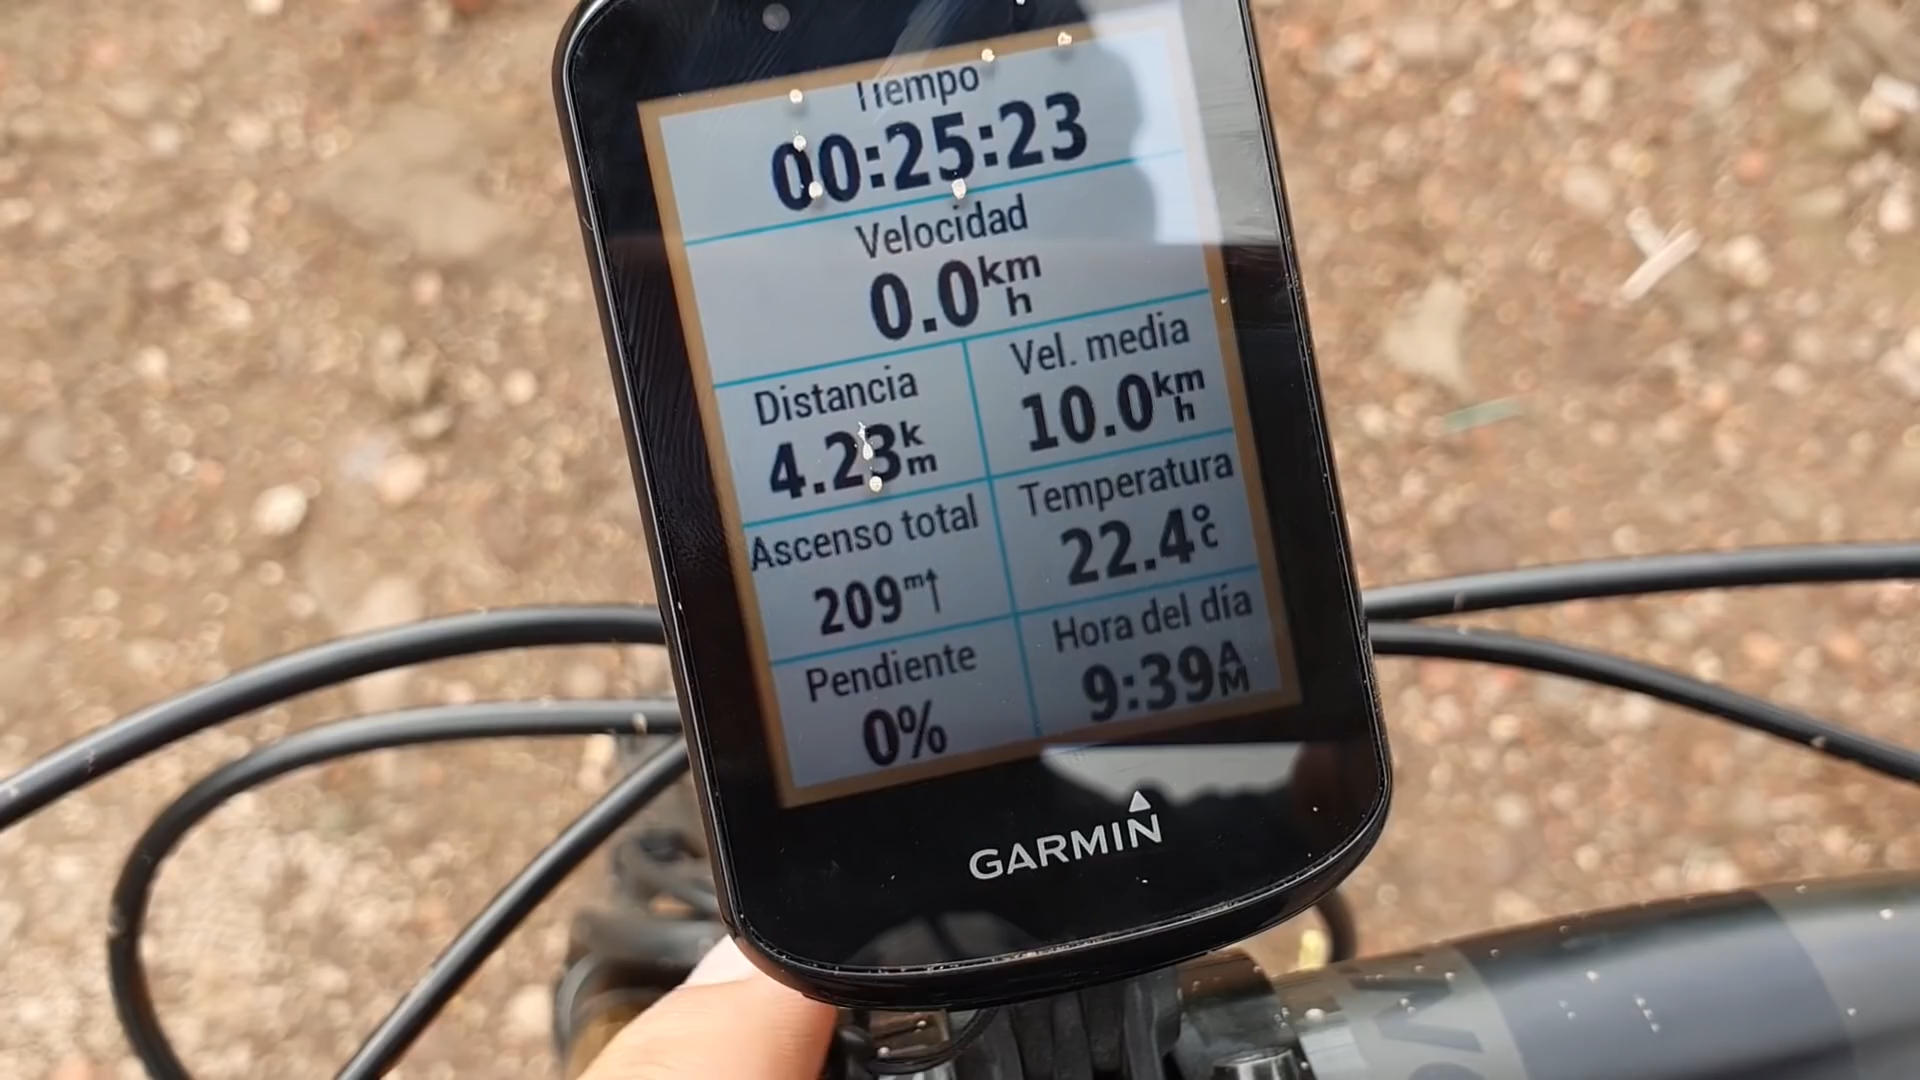 Tiempo
00:25:23
Velocidad
0.0 km/h
Distancia
4.23 km
Vel. media
10.0 km/h
Ascenso total
209 m↑
Temperatura
22.4 °C
Pendiente
0%
Hora del día
9:39 AM
GARMIN